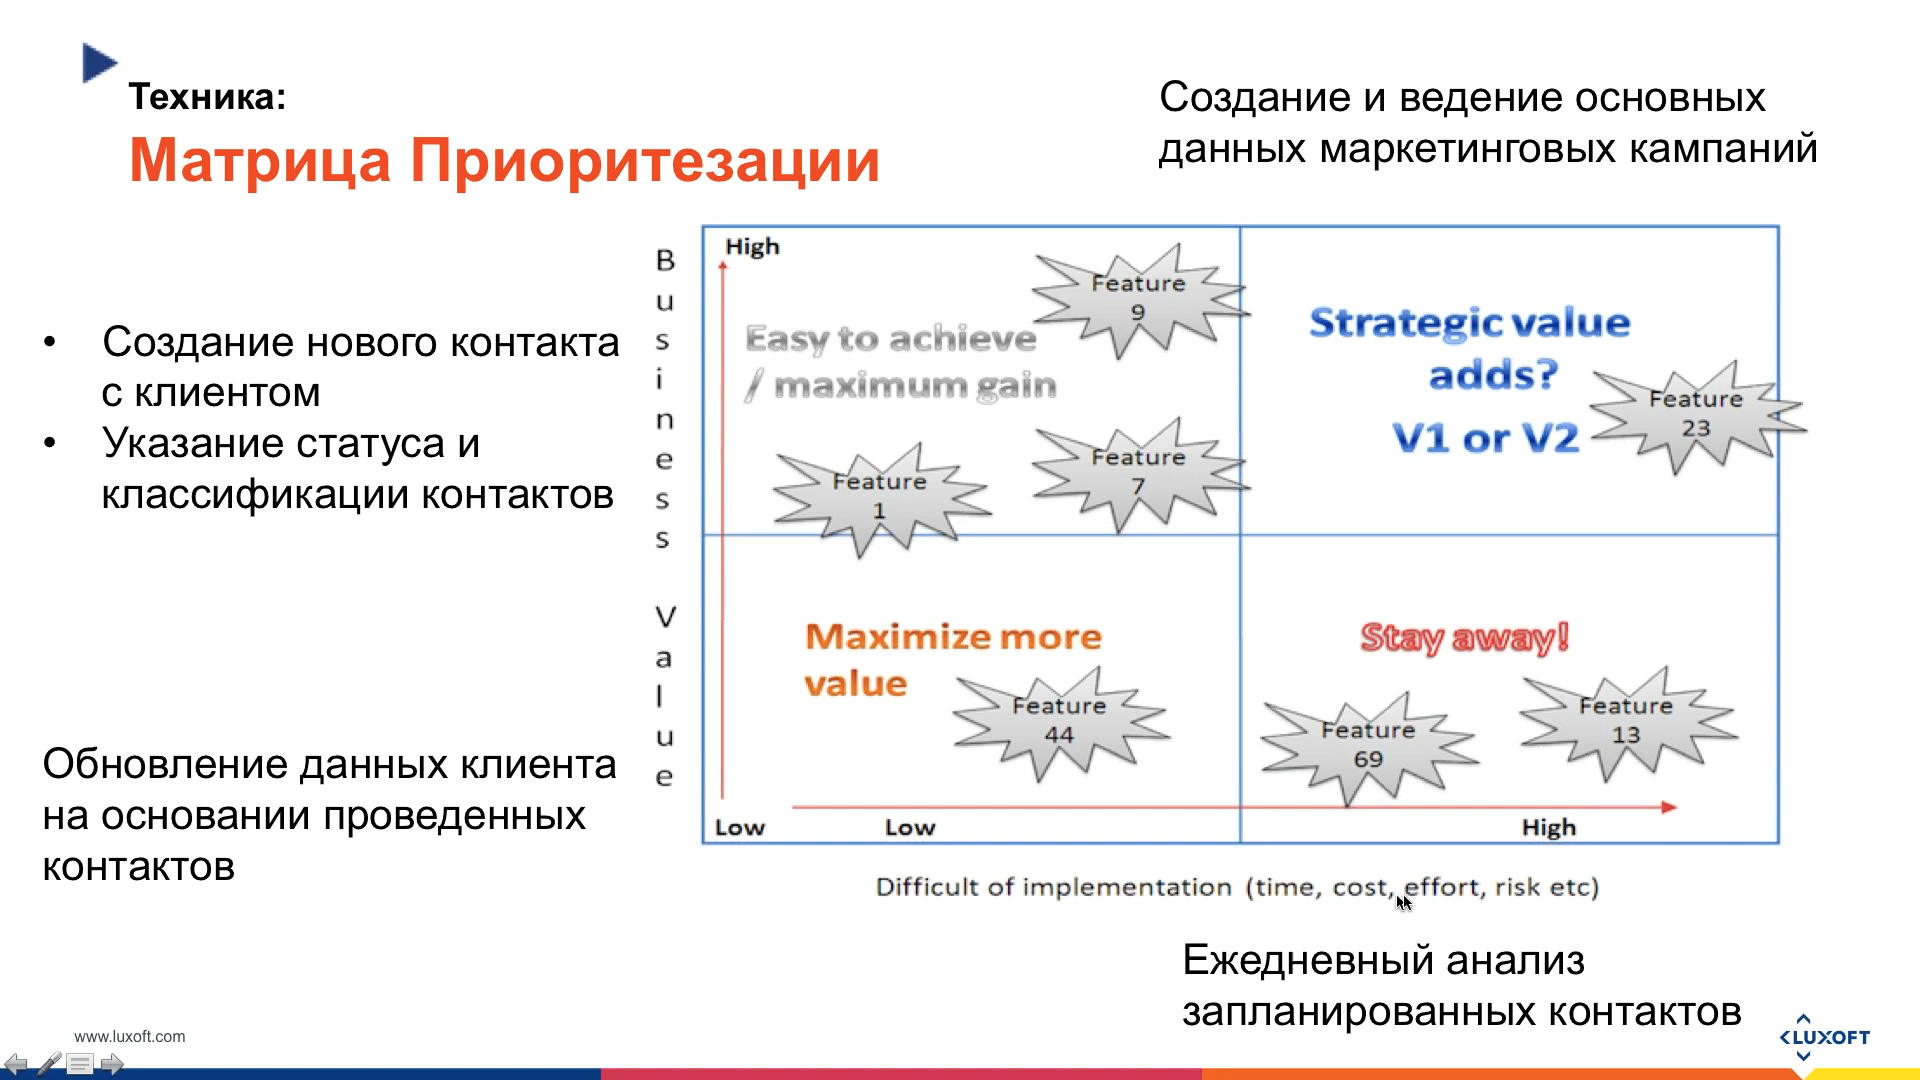 Техника:
Матрица Приоритезации
Создание и ведение основных
данных маркетинговых кампаний
• Создание нового контакта
с клиентом
• Указание статуса и
классификации контактов
Обновление данных клиента
на основании проведенных
контактов
Business Value
High
Easy to achieve
/ maximum gain
Feature
9
Feature
7
Feature
1
Strategic value
adds?
V1 or V2
Feature
23
Maximize more
value
Feature
44
Stay away!
Feature
69
Feature
13
Low
Low
High
Difficult of implementation (time, cost, effort, risk etc)
Ежедневный анализ
запланированных контактов
www.luxoft.com
LUXOFT